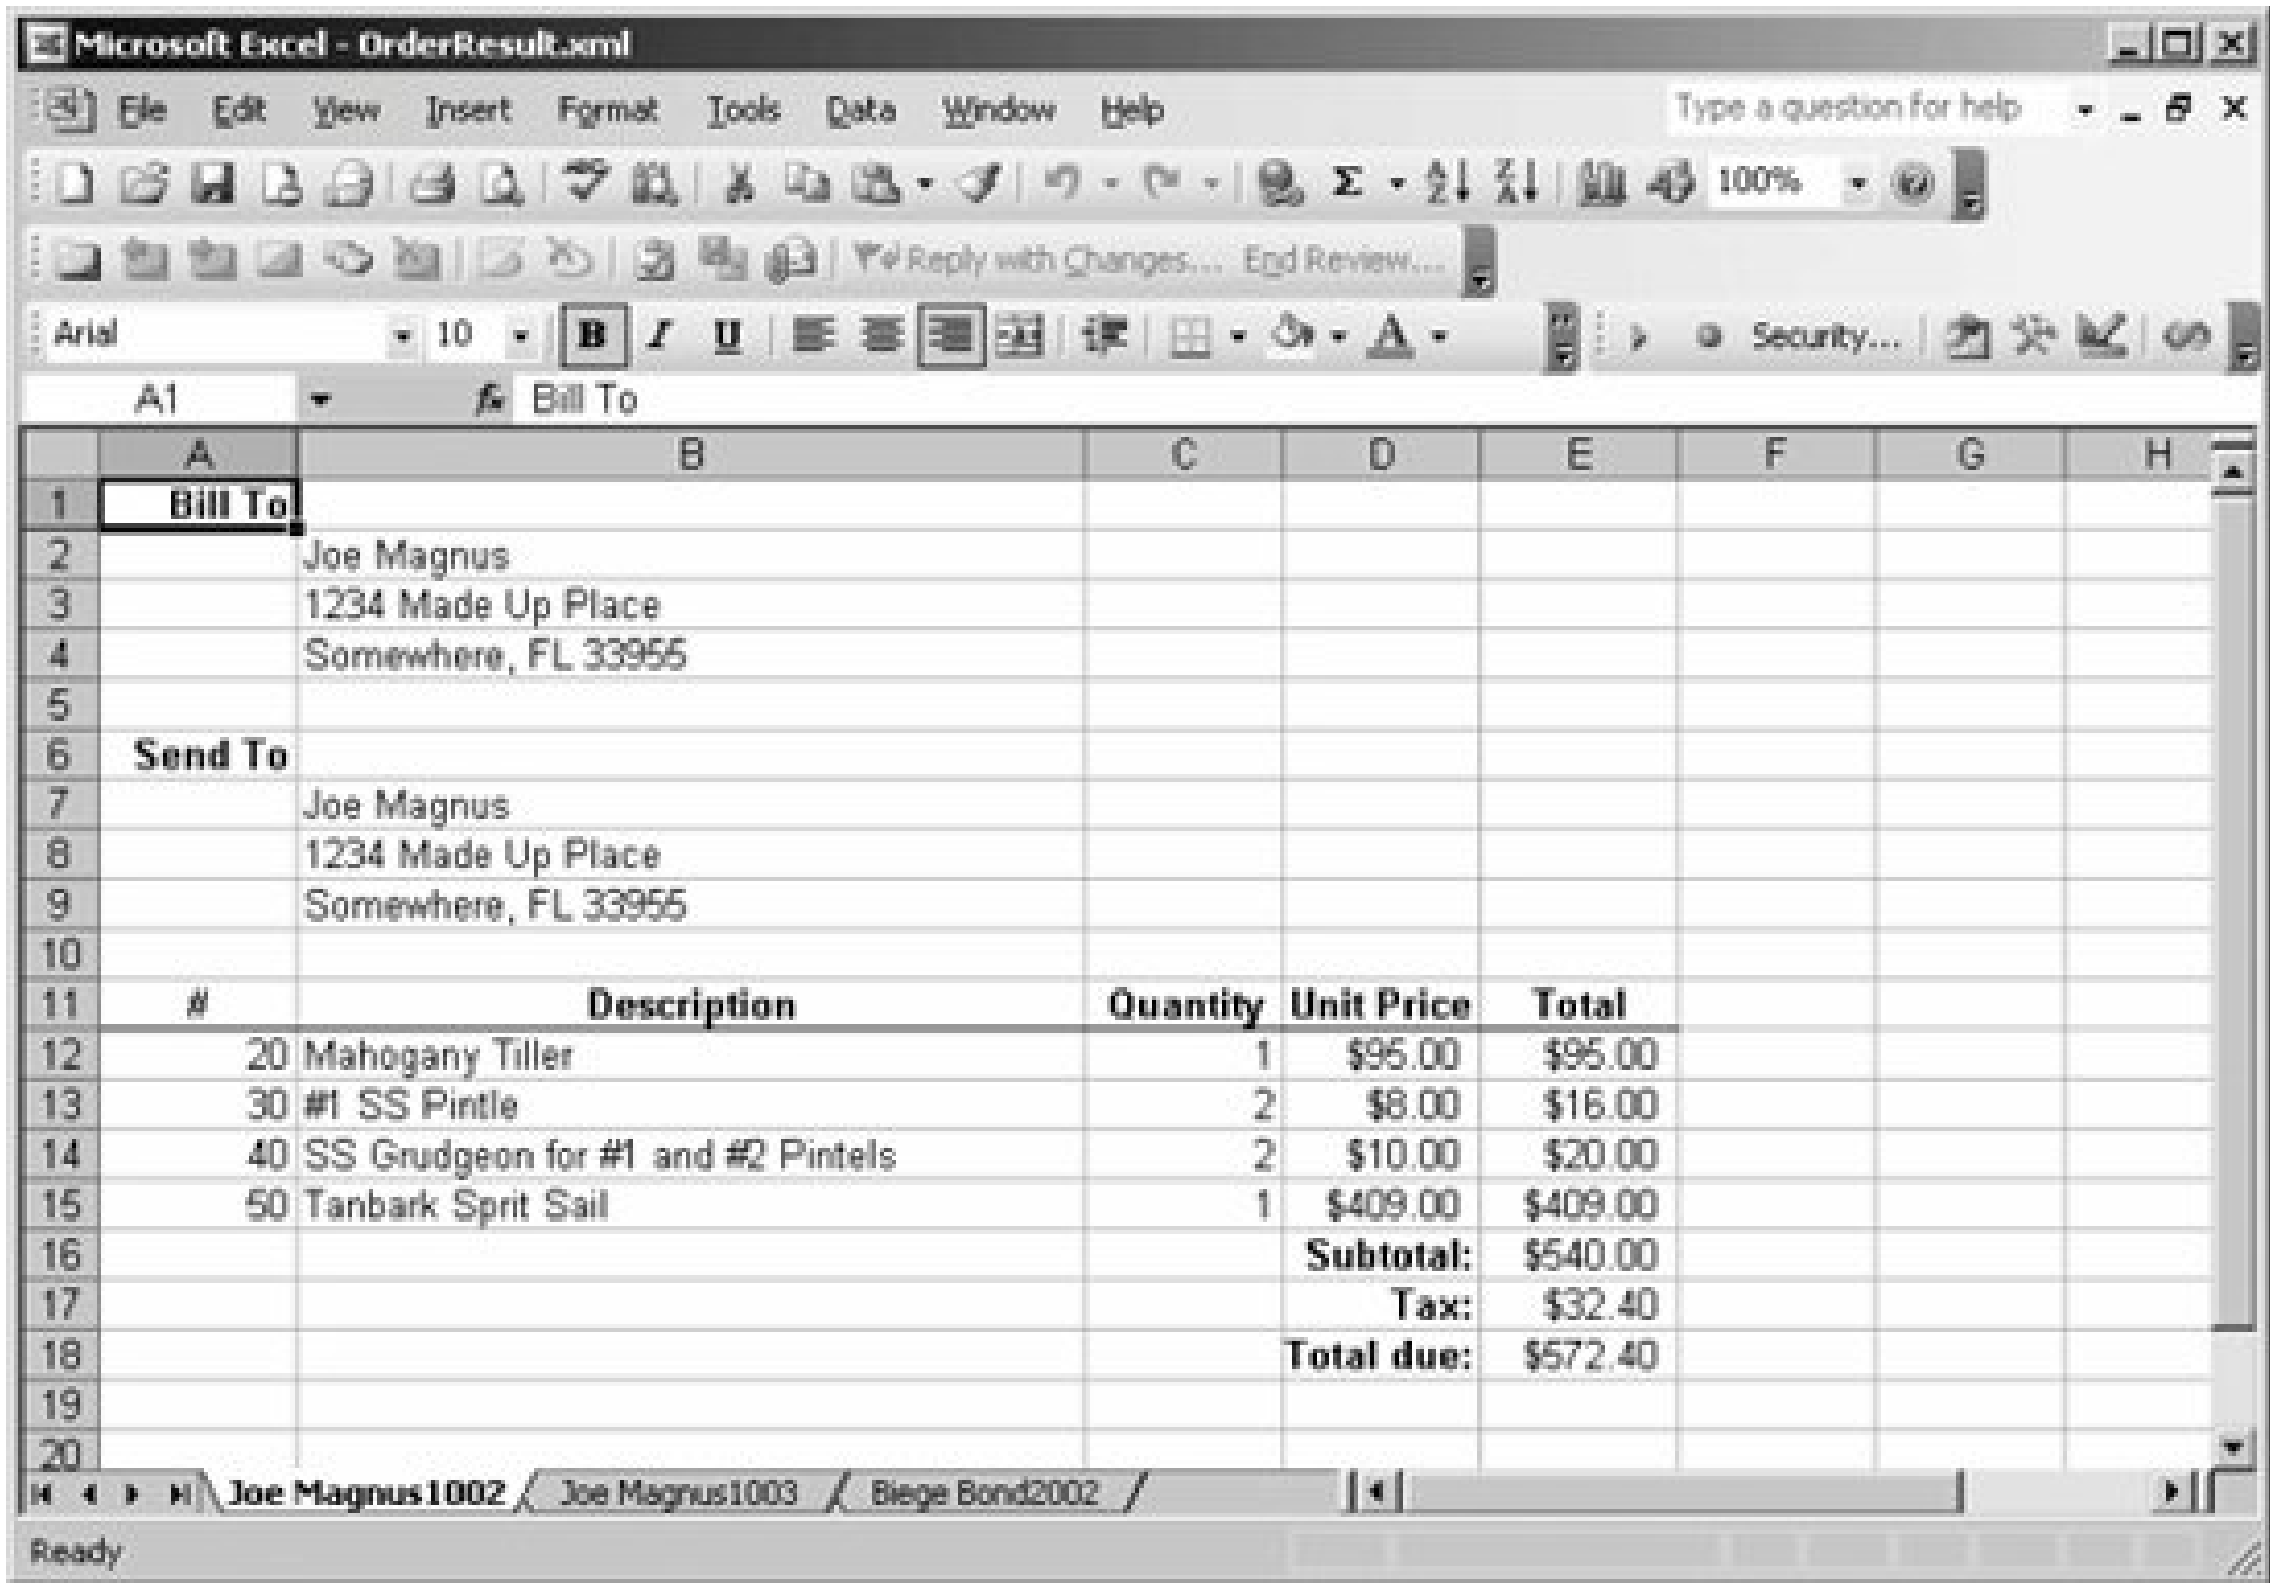 Microsoft Excel - OrderResult.xml
File Edit View Insert Format Tools Data Window Help Type a question for help
100%
Reply with Changes... End Review...
Arial 10 B I U Security...
A1 fx Bill To
A B C D E F G H
1 Bill To
2 Joe Magnus
3 1234 Made Up Place
4 Somewhere, FL 33955
5
6 Send To
7 Joe Magnus
8 1234 Made Up Place
9 Somewhere, FL 33955
10
11 # Description Quantity Unit Price Total
12 20 Mahogany Tiller 1 $95.00 $95.00
13 30 #1 SS Pintle 2 $8.00 $16.00
14 40 SS Grudgeon for #1 and #2 Pintels 2 $10.00 $20.00
15 50 Tanbark Sprit Sail 1 $409.00 $409.00
16 Subtotal: $540.00
17 Tax: $32.40
18 Total due: $572.40
19
20
Joe Magnus1002 Joe Magnus1003 Biege Bond2002
Ready